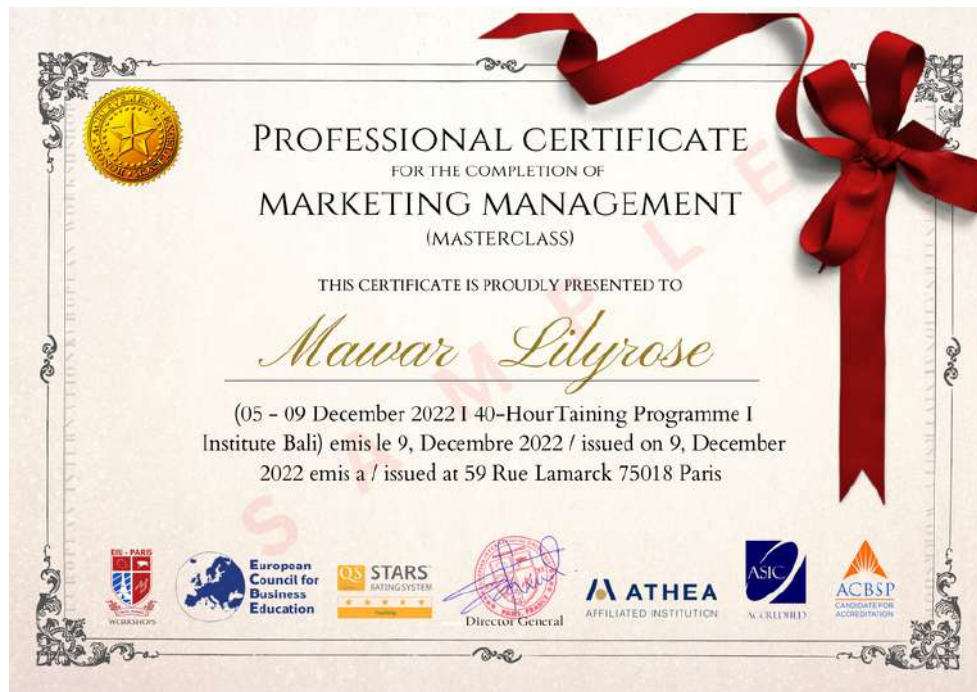 PROFESSIONAL CERTIFICATE
FOR THE COMPLETION OF
MARKETING MANAGEMENT
(MASTERCLASS)
THIS CERTIFICATE IS PROUDLY PRESENTED TO
Mawar Lilyrose
(05 - 09 December 2022 I 40-HourTaining Programme I
Institute Bali) emis le 9, Decembre 2022 / issued on 9, December
2022 emis a / issued at 59 Rue Lamarck 75018 Paris
SAMPLE
EIE - PARIS
WORKSHOPS
European
Council for
Business
Education
QS STARS
RATING SYSTEM
Director General
ATHEA
AFFILIATED INSTITUTION
ASIC
ACCREDITED
ACBSP
CANDIDATE FOR
ACCREDITATION